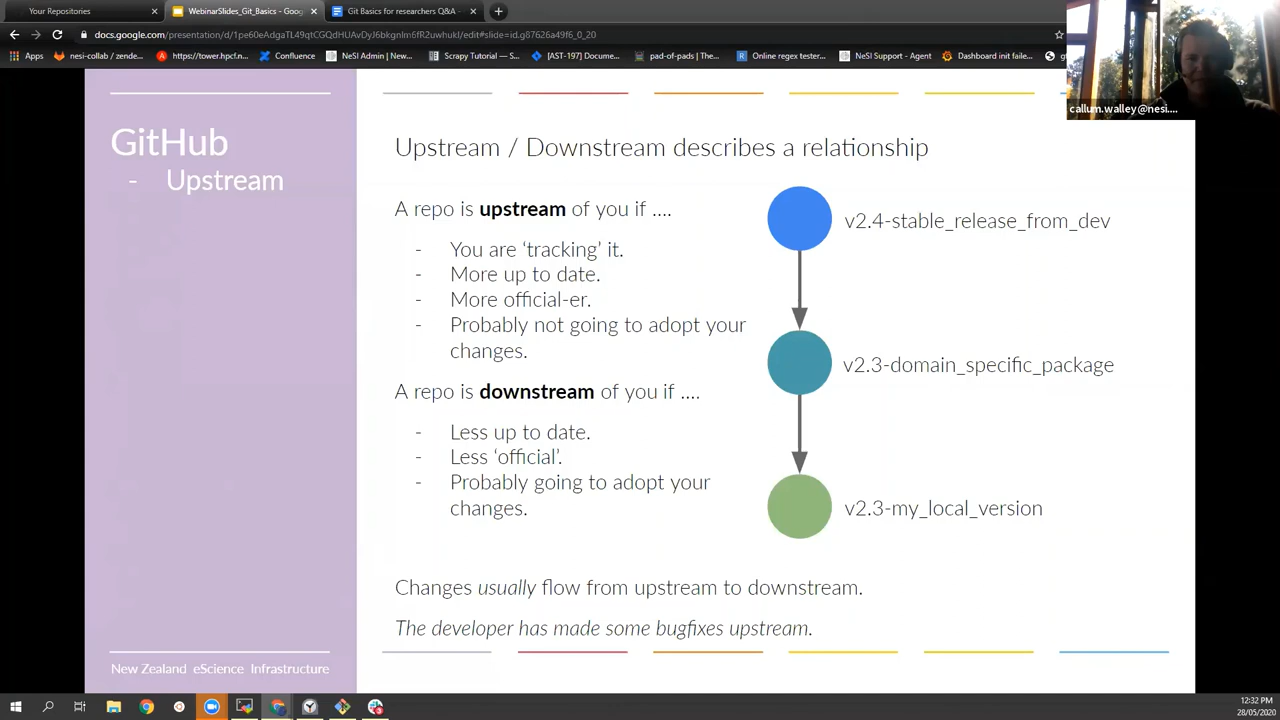 Your Repositories
WebinarSlides_Git_Basics - Goog
Git Basics for researchers Q&A -
docs.google.com/presentation/d/1pe60eAdgaTL49qtCGQdHUAvDyJ6bkgnlm6fR2uwhukI/edit#slide=id.g87626a49f6_0_20
Apps
nesi-collab / zende...
https://tower.hpcf.n...
Confluence
NeSI Admin | New...
Scrapy Tutorial — S...
[AST-197] Docume...
pad-of-pads | The...
Online regex tester...
NeSI Support - Agent
Dashboard init faile...
callum.walley@nesi....
GitHub
- Upstream
Upstream / Downstream describes a relationship
A repo is upstream of you if ....
- You are ‘tracking’ it.
- More up to date.
- More official-er.
- Probably not going to adopt your
changes.
A repo is downstream of you if ....
- Less up to date.
- Less ‘official’.
- Probably going to adopt your
changes.
v2.4-stable_release_from_dev
v2.3-domain_specific_package
v2.3-my_local_version
Changes usually flow from upstream to downstream.
The developer has made some bugfixes upstream.
New Zealand eScience Infrastructure
12:32 PM
28/05/2020